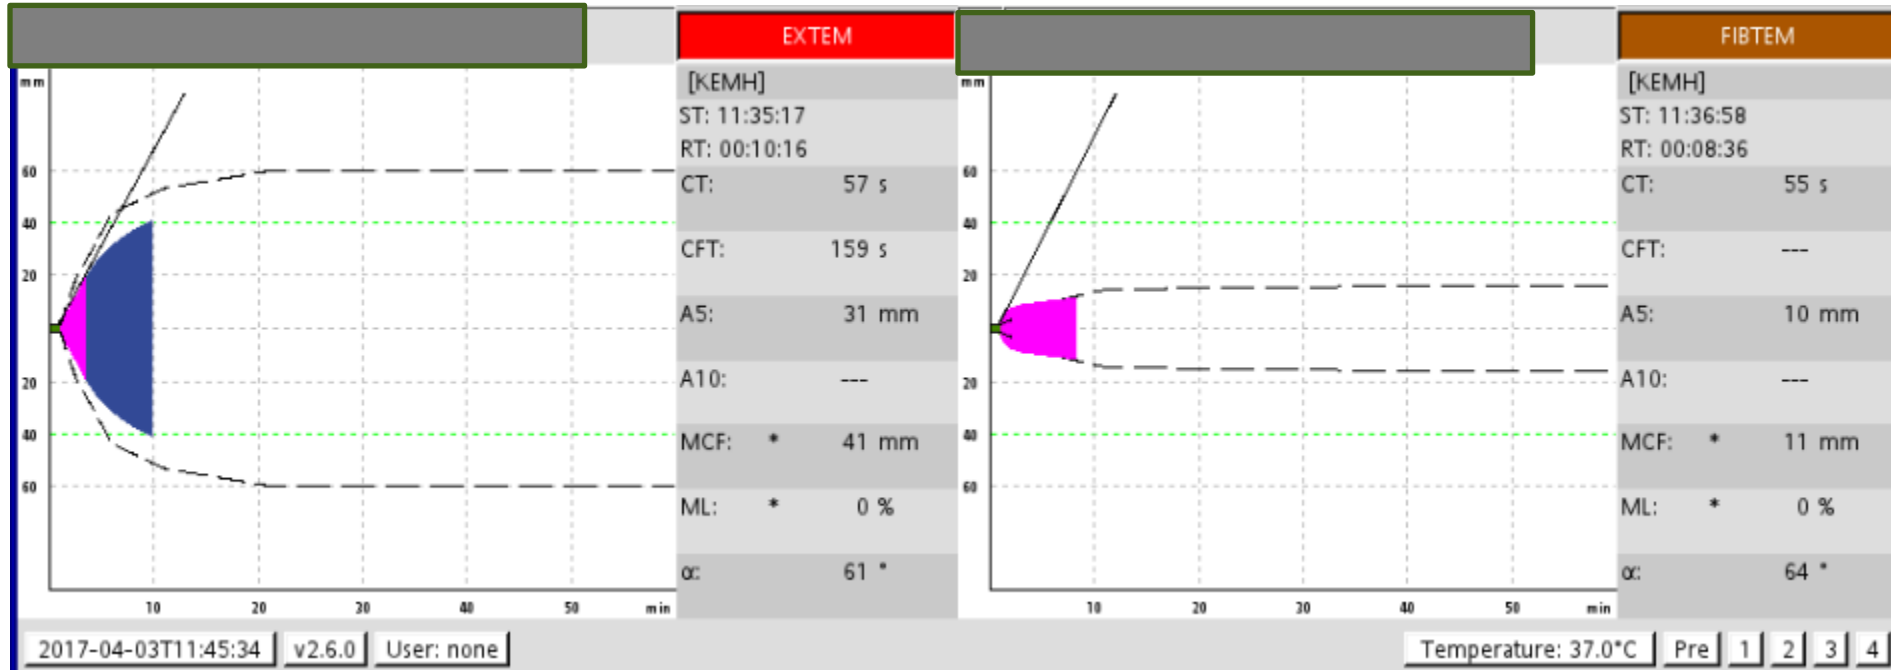 EXTEM
[KEMH]
ST: 11:35:17
RT: 00:10:16
CT: 57 s
CFT: 159 s
A5: 31 mm
A10: ---
MCF: * 41 mm
ML: * 0 %
α: 61 °
mm
60
40
20
20
40
60
10 20 30 40 50 min
FIBTEM
[KEMH]
ST: 11:36:58
RT: 00:08:36
CT: 55 s
CFT: ---
A5: 10 mm
A10: ---
MCF: * 11 mm
ML: * 0 %
α: 64 °
mm
60
40
20
20
40
60
10 20 30 40 50 min
2017-04-03T11:45:34 v2.6.0 User: none Temperature: 37.0°C Pre 1 2 3 4